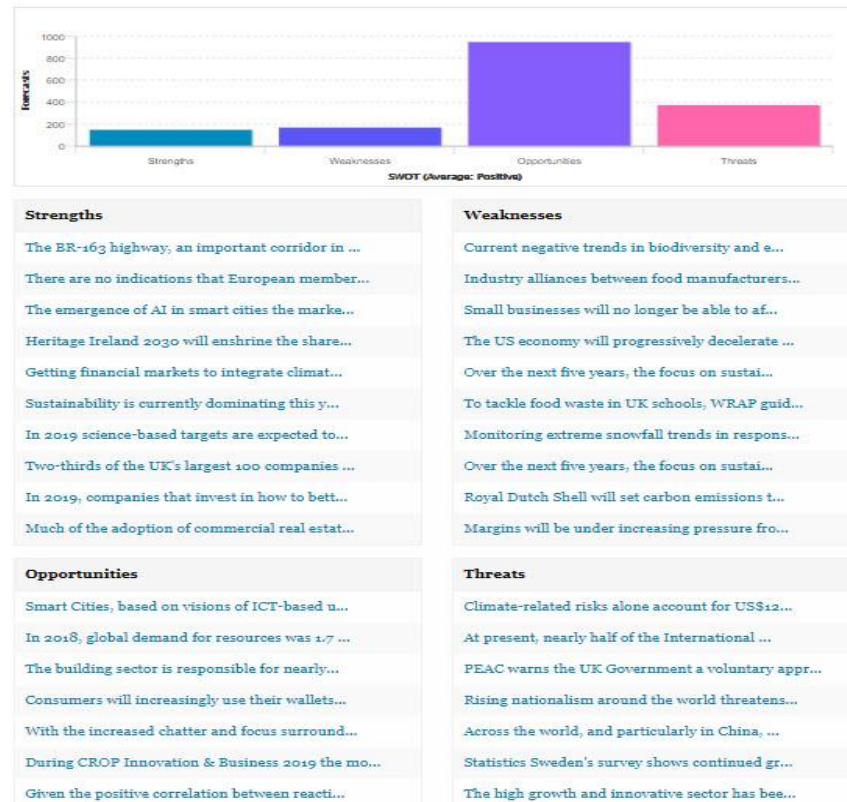 1000
800
600
400
200
0
Forecasts
Strengths
Weaknesses
Opportunities
Threats
SWOT (Average: Positive)
Strengths
The BR-163 highway, an important corridor in ...
There are no indications that European member...
The emergence of AI in smart cities the marke...
Heritage Ireland 2030 will enshrine the share...
Getting financial markets to integrate climat...
Sustainability is currently dominating this y...
In 2019 science-based targets are expected to...
Two-thirds of the UK's largest 100 companies ...
In 2019, companies that invest in how to bett...
Much of the adoption of commercial real estat...
Weaknesses
Current negative trends in biodiversity and e...
Industry alliances between food manufacturers...
Small businesses will no longer be able to af...
The US economy will progressively decelerate ...
Over the next five years, the focus on sustai...
To tackle food waste in UK schools, WRAP guid...
Monitoring extreme snowfall trends in respons...
Over the next five years, the focus on sustai...
Royal Dutch Shell will set carbon emissions t...
Margins will be under increasing pressure fro...
Opportunities
Smart Cities, based on visions of ICT-based u...
In 2018, global demand for resources was 1.7 ...
The building sector is responsible for nearly...
Consumers will increasingly use their wallets...
With the increased chatter and focus surround...
During CROP Innovation & Business 2019 the mo...
Given the positive correlation between reacti...
Threats
Climate-related risks alone account for US$12...
At present, nearly half of the International ...
PEAC warns the UK Government a voluntary appr...
Rising nationalism around the world threatens...
Across the world, and particularly in China, ...
Statistics Sweden's survey shows continued gr...
The high growth and innovative sector has bee...